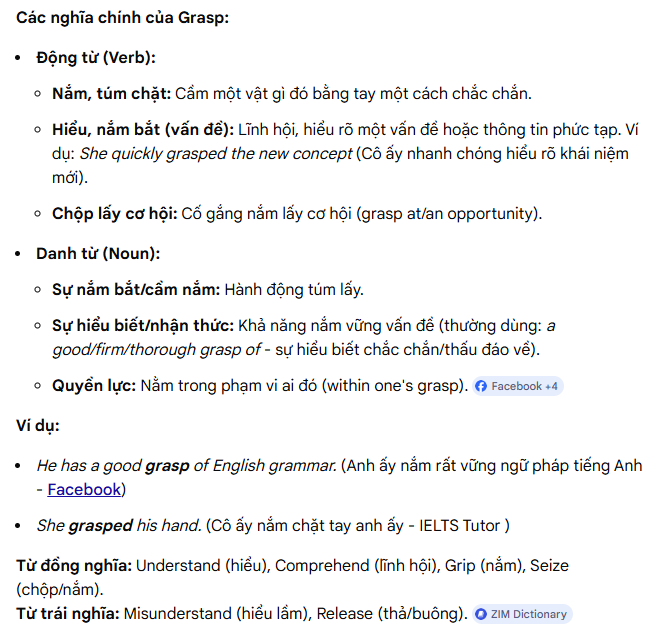 Các nghĩa chính của Grasp:
• Động từ (Verb):
◦ Nắm, túm chặt: Cầm một vật gì đó bằng tay một cách chắc chắn.
◦ Hiểu, nắm bắt (vấn đề): Lĩnh hội, hiểu rõ một vấn đề hoặc thông tin phức tạp. Ví
dụ: She quickly grasped the new concept (Cô ấy nhanh chóng hiểu rõ khái niệm
mới).
◦ Chộp lấy cơ hội: Cố gắng nắm lấy cơ hội (grasp at/an opportunity).
• Danh từ (Noun):
◦ Sự nắm bắt/cầm nắm: Hành động túm lấy.
◦ Sự hiểu biết/nhận thức: Khả năng nắm vững vấn đề (thường dùng: a
good/firm/thorough grasp of - sự hiểu biết chắc chắn/thấu đáo về).
◦ Quyền lực: Nằm trong phạm vi ai đó (within one's grasp). Facebook +4
Ví dụ:
• He has a good grasp of English grammar. (Anh ấy nắm rất vững ngữ pháp tiếng Anh
- Facebook)
• She grasped his hand. (Cô ấy nắm chặt tay anh ấy - IELTS Tutor )
Từ đồng nghĩa: Understand (hiểu), Comprehend (lĩnh hội), Grip (nắm), Seize
(chộp/nắm).
Từ trái nghĩa: Misunderstand (hiểu lầm), Release (thả/buông). ZIM Dictionary